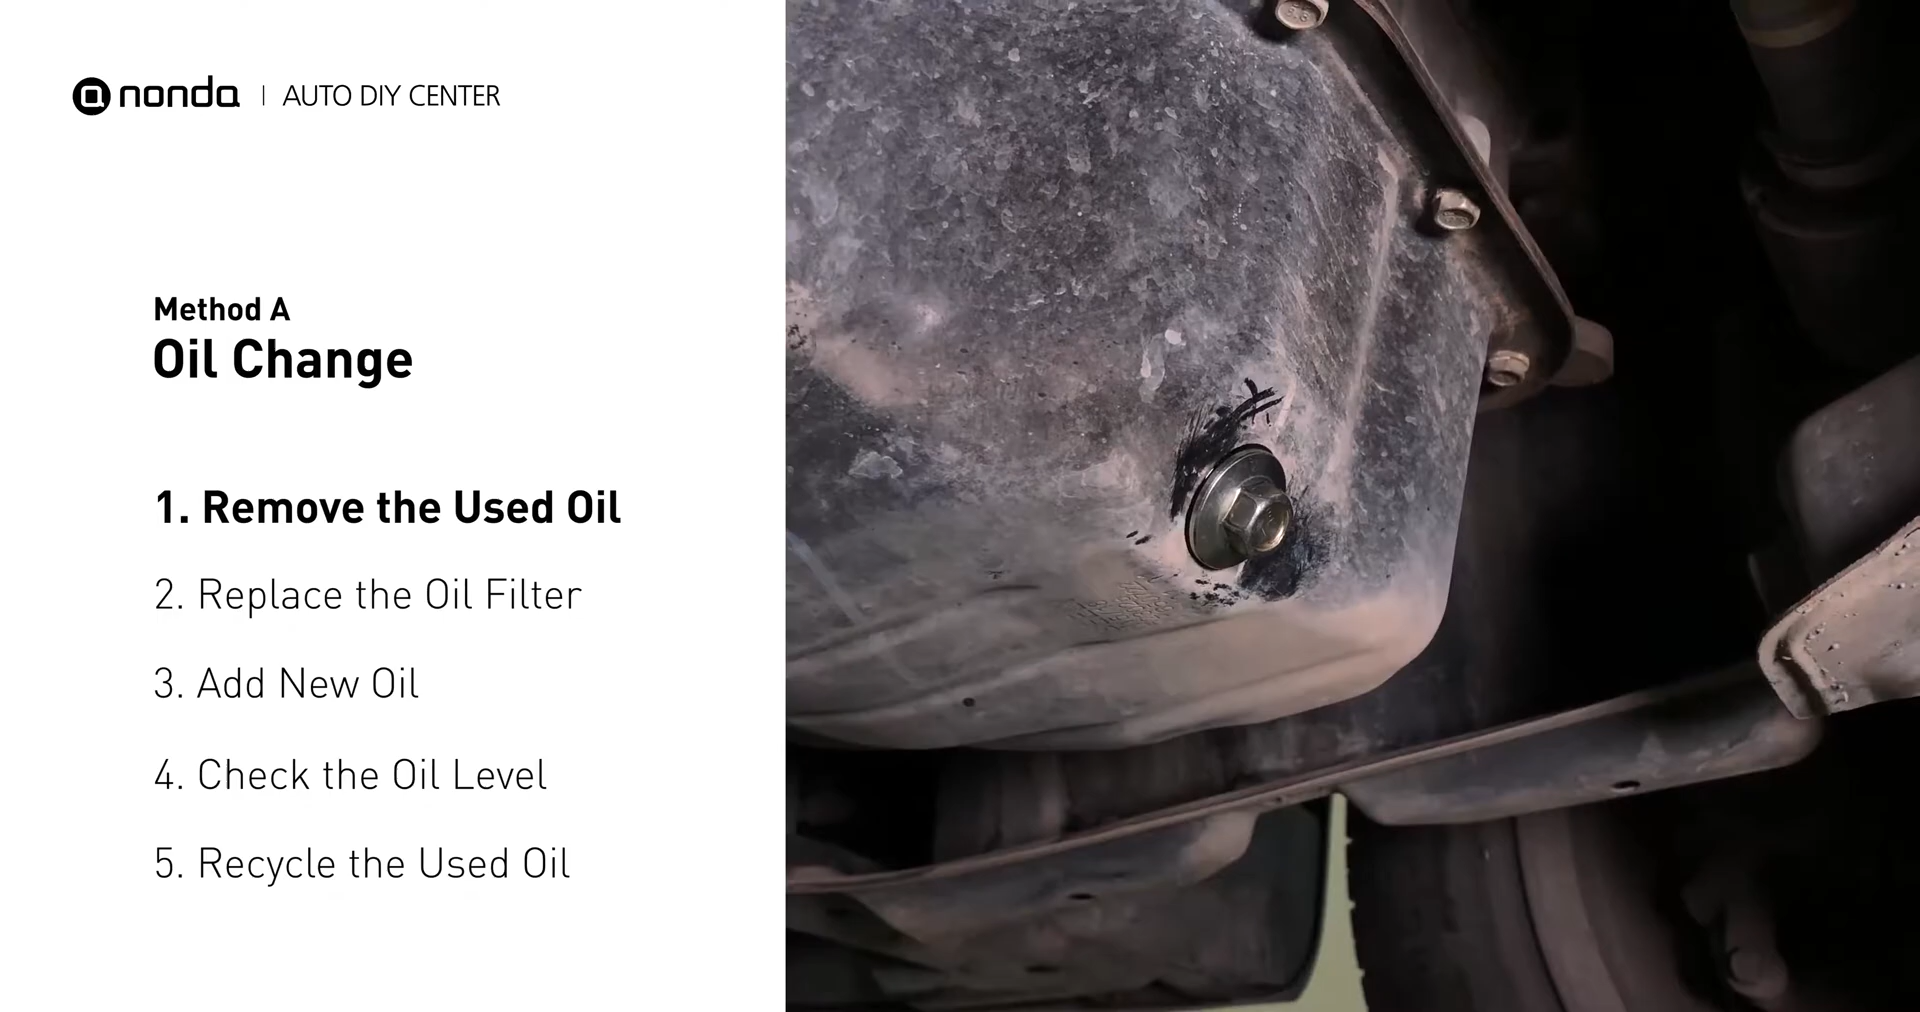 nonda | AUTO DIY CENTER
Method A
Oil Change
1. Remove the Used Oil
2. Replace the Oil Filter
3. Add New Oil
4. Check the Oil Level
5. Recycle the Used Oil